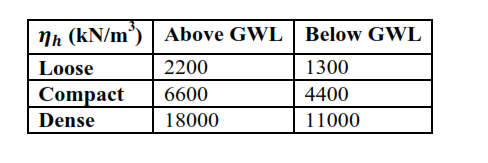 ηh (kN/m³) Above GWL Below GWL
Loose 2200 1300
Compact 6600 4400
Dense 18000 11000